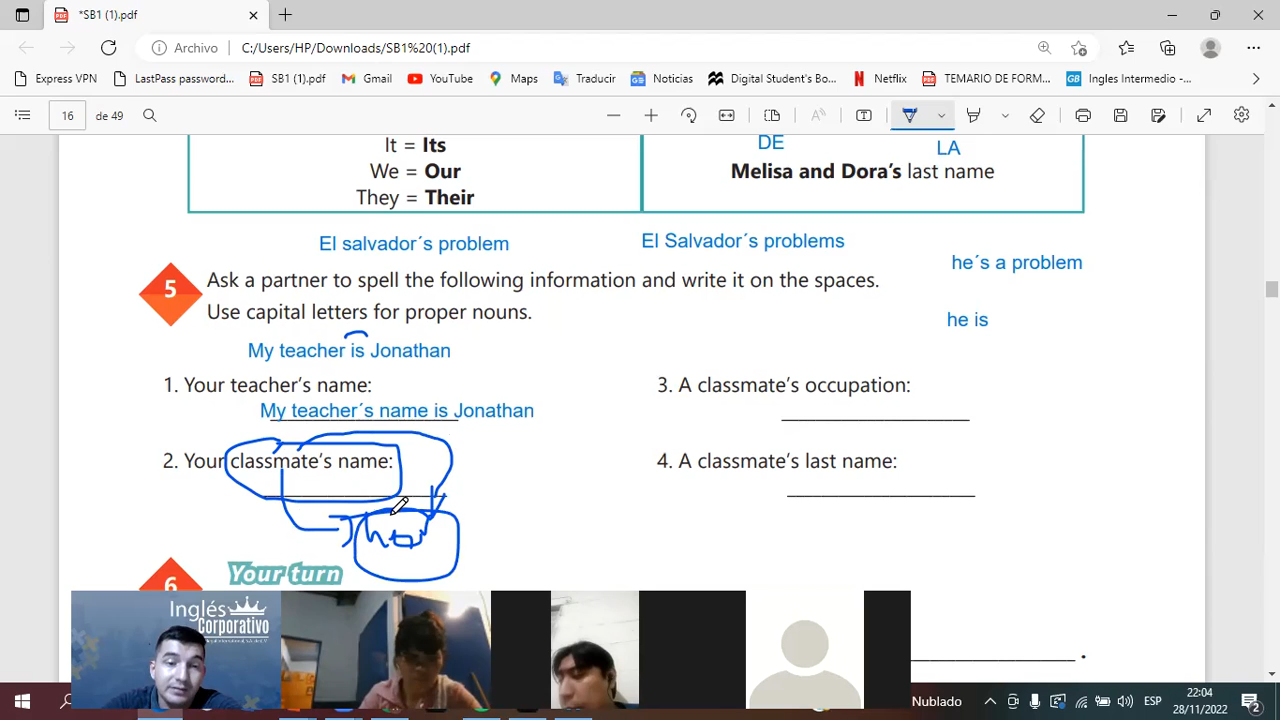 *SB1 (1).pdf
Archivo C:/Users/HP/Downloads/SB1%20(1).pdf
Express VPN LastPass password... SB1 (1).pdf Gmail YouTube Maps Traducir Noticias Digital Student's Bo... Netflix TEMARIO DE FORM... Ingles Intermedio -...
16 de 49
It = Its
We = Our
They = Their
DE LA
Melisa and Dora's last name
El salvador´s problem
El Salvador´s problems
he´s a problem
5 Ask a partner to spell the following information and write it on the spaces.
Use capital letters for proper nouns.
he is
My teacher is Jonathan
1. Your teacher's name:
My teacher´s name is Jonathan
2. Your classmate's name:
3. A classmate's occupation:
4. A classmate's last name:
6 Your turn
.
Inglés
Corporativo
Nublado ESP 22:04
28/11/2022
2